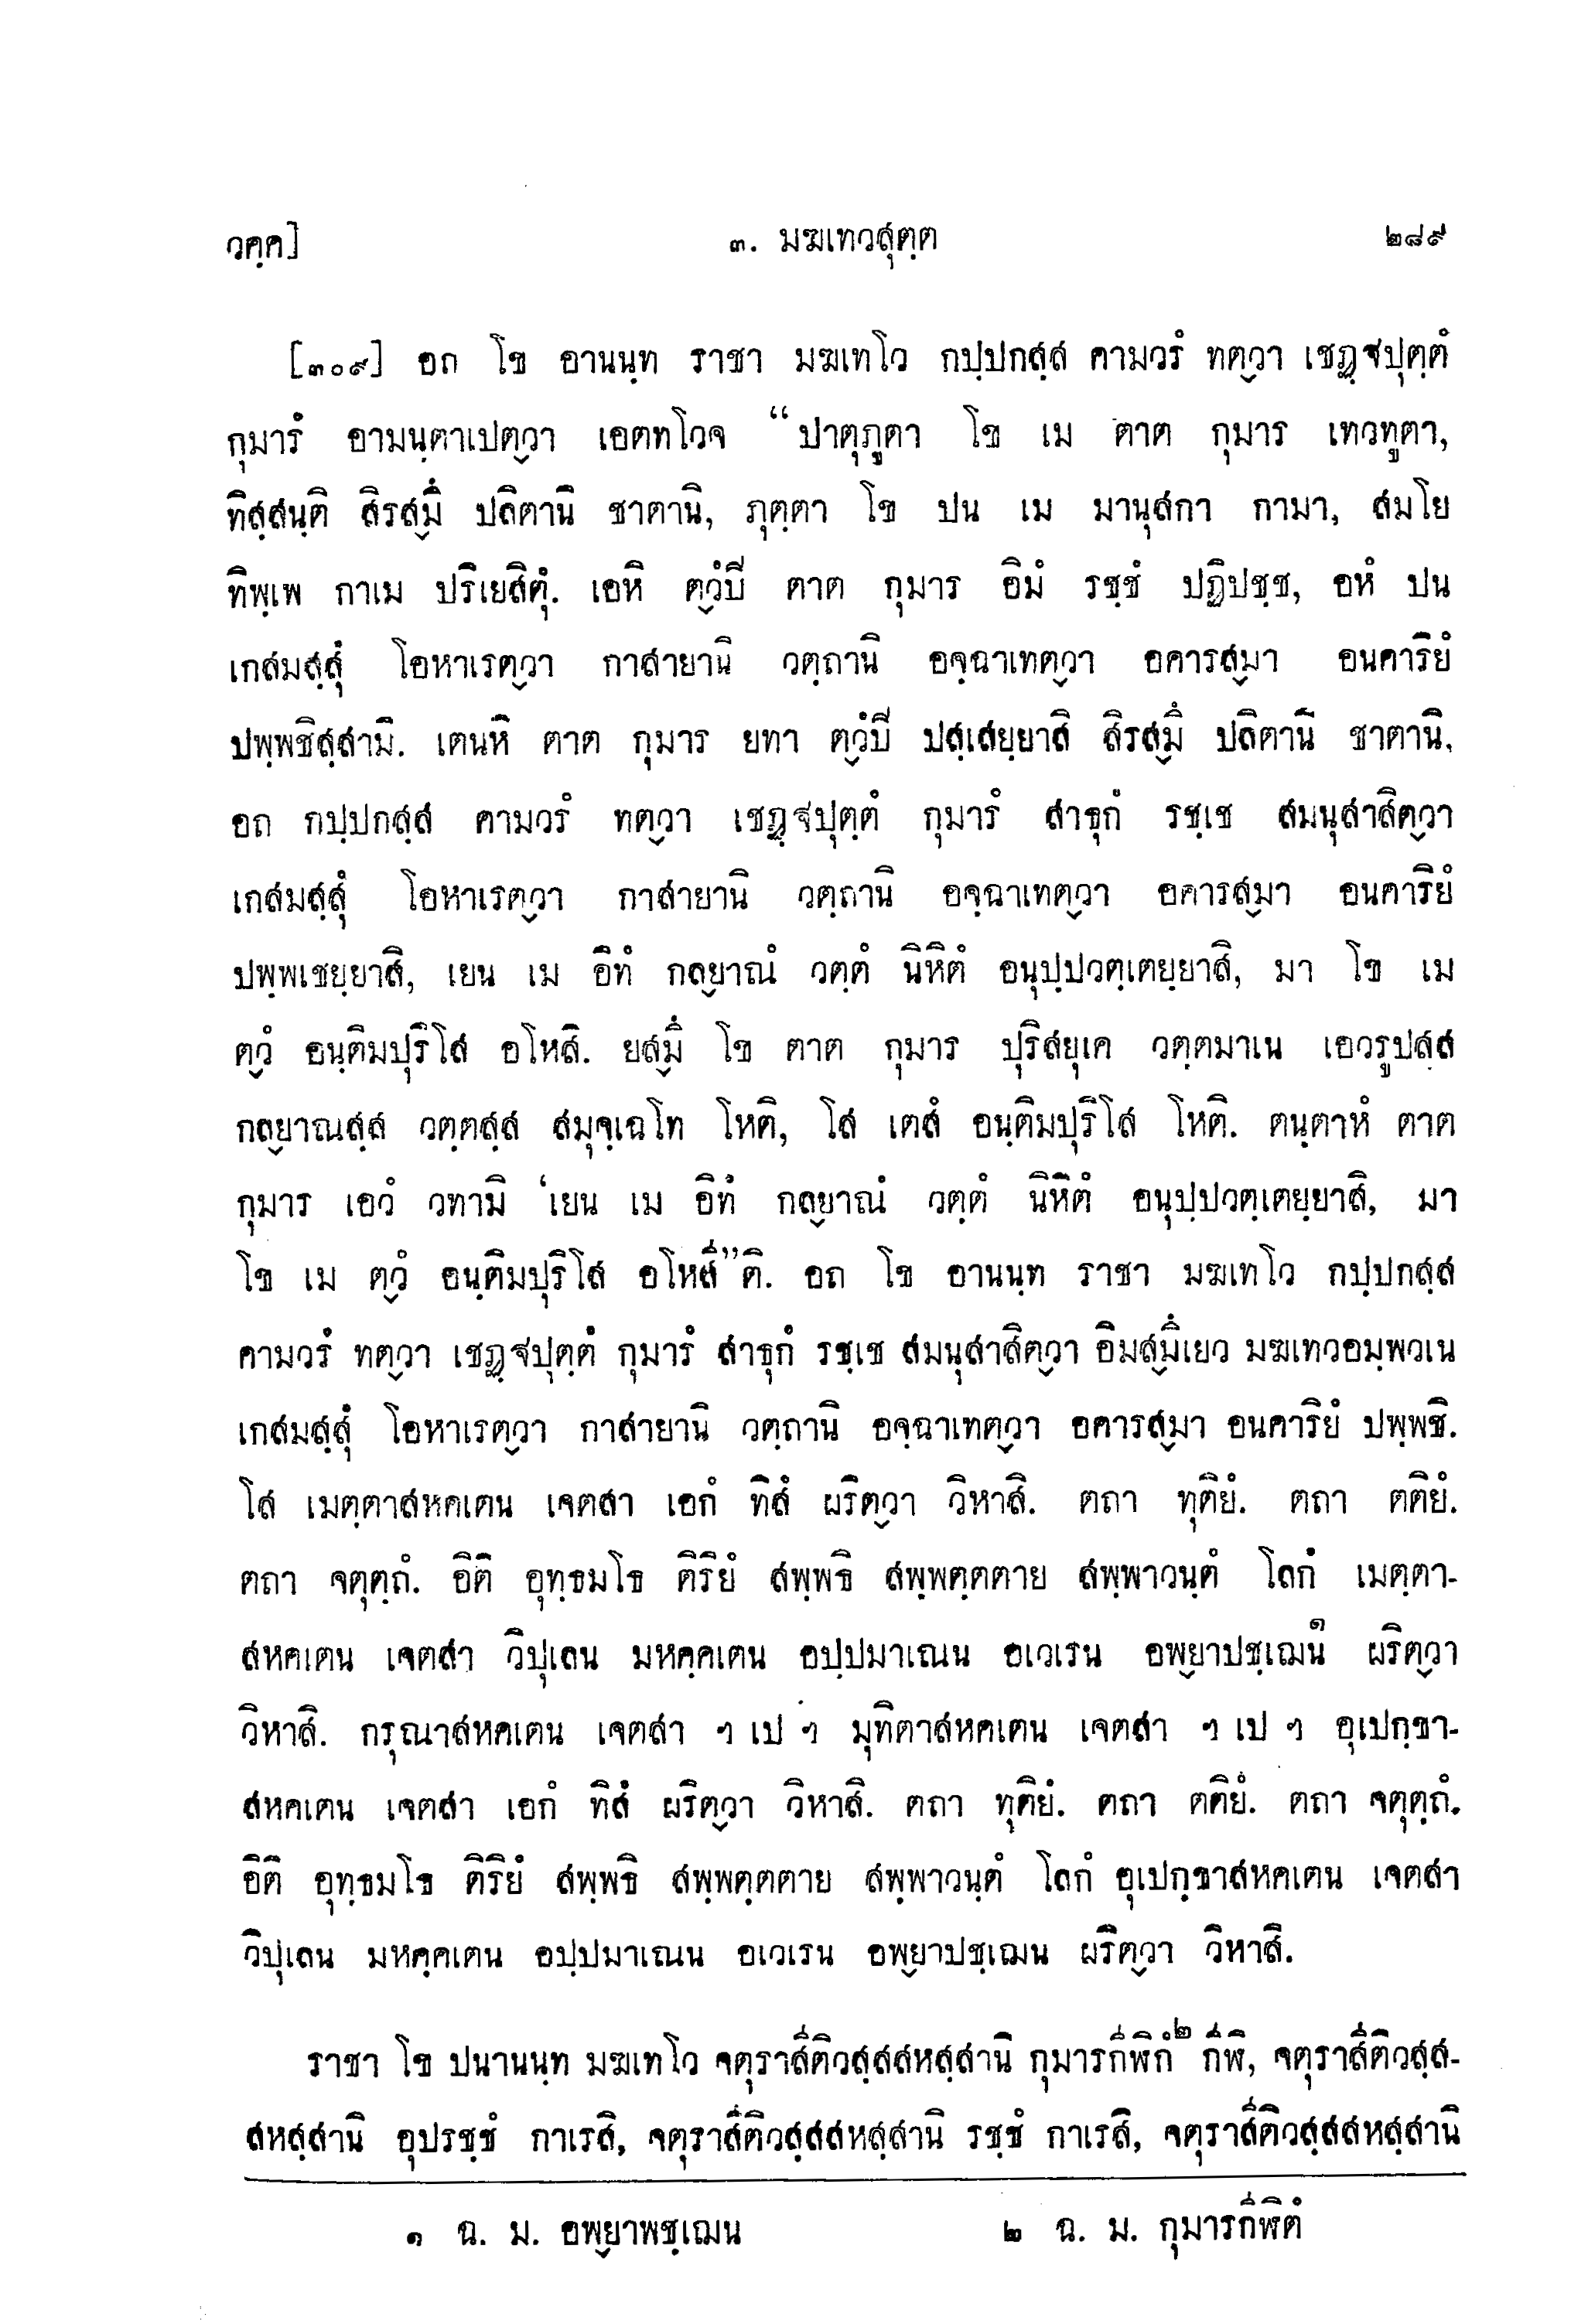 วคฺค]	๓. มฆเทวสุตฺต	๒๘๙
[๓๐๙] อถ โข อานนฺท ราชา มฆเทโว กปฺปกสฺส คามวรํ ทตฺวา เชฏฺฐปุตฺตํ
กุมารํ อามนฺตาเปตฺวา เอตทโวจ “ปาตุภูตา โข เม ตาต กุมาร เทวทูตา,
ทิสฺสนฺติ สิรสฺมึ ปลิตานิ ชาตานิ, ภุตฺตา โข ปน เม มานุสกา กามา, สมโย
ทิพฺเพ กาเม ปริเยสิตุํ. เอหิ ตฺวํปิ ตาต กุมาร อิมํ รชฺชํ ปฏิปชฺช, อหํ ปน
เกสมสฺสุํ โอหาเรตฺวา กาสายานิ วตฺถานิ อจฺฉาเทตฺวา อคารสฺมา อนคาริยํ
ปพฺพชิสฺสามิ. เตนหิ ตาต กุมาร ยทา ตฺวํปิ ปสฺเสยฺยาสิ สิรสฺมึ ปลิตานิ ชาตานิ,
อถ กปฺปกสฺส คามวรํ ทตฺวา เชฏฺฐปุตฺตํ กุมารํ สาธุกํ รชฺเช สมนุสาสิตฺวา
เกสมสฺสุํ โอหาเรตฺวา กาสายานิ วตฺถานิ อจฺฉาเทตฺวา อคารสฺมา อนคาริยํ
ปพฺพเชยฺยาสิ, เยน เม อิทํ กลฺยาณํ วตฺตํ นิหิตํ อนุปฺปวตฺเตยฺยาสิ, มา โข เม
ตฺวํ อนฺติมปุริโส อโหสิ. ยสฺมึ โข ตาต กุมาร ปุริสยุเค วตฺตมาเน เอวรูปสฺส
กลฺยาณสฺส วตฺตสฺส สมุจฺเฉโท โหติ, โส เตสํ อนฺติมปุริโส โหติ. ตนฺตาหํ ตาต
กุมาร เอวํ วทามิ ‘เยน เม อิทํ กลฺยาณํ วตฺตํ นิหิตํ อนุปฺปวตฺเตยฺยาสิ, มา
โข เม ตฺวํ อนฺติมปุริโส อโหสี”ติ. อถ โข อานนฺท ราชา มฆเทโว กปฺปกสฺส
คามวรํ ทตฺวา เชฏฺฐปุตฺตํ กุมารํ สาธุกํ รชฺเช สมนุสาสิตฺวา อิมสฺมึเยว มฆเทวอมฺพวเน
เกสมสฺสุํ โอหาเรตฺวา กาสายานิ วตฺถานิ อจฺฉาเทตฺวา อคารสฺมา อนคาริยํ ปพฺพชิ.
โส เมตฺตาสหคเตน เจตสา เอกํ ทิสํ ผริตฺวา วิหาสิ. ตถา ทุติยํ. ตถา ตติยํ.
ตถา จตุตฺถํ. อิติ อุทฺธมโธ ติริยํ สพฺพธิ สพฺพตฺตตาย สพฺพาวนฺตํ โลกํ เมตฺตา-
สหคเตน เจตสา วิปุเลน มหคฺคเตน อปฺปมาเณน อเวเรน อพฺยาปชฺเฌน๑ ผริตฺวา
วิหาสิ. กรุณาสหคเตน เจตสา ฯ เป ฯ มุทิตาสหคเตน เจตสา ฯ เป ฯ อุเปกฺขา-
สหคเตน เจตสา เอกํ ทิสํ ผริตฺวา วิหาสิ. ตถา ทุติยํ. ตถา ตติยํ. ตถา จตุตฺถํ.
อิติ อุทฺธมโธ ติริยํ สพฺพธิ สพฺพตฺตตาย สพฺพาวนฺตํ โลกํ อุเปกฺขาสหคเตน เจตสา
วิปุเลน มหคฺคเตน อปฺปมาเณน อเวเรน อพฺยาปชฺเฌน ผริตฺวา วิหาสิ.
ราชา โข ปนานนฺท มฆเทโว จตุราสีติวสฺสสหสฺสานิ กุมารกีฬิกํ๒ กีฬิ, จตุราสีติวสฺส-
สหสฺสานิ อุปรชฺชํ กาเรสิ, จตุราสีติวสฺสสหสฺสานิ รชฺชํ กาเรสิ, จตุราสีติวสฺสสหสฺสานิ
๑ ฉ. ม. อพฺยาพชฺเฌน	๒ ฉ. ม. กุมารกีฬิตํ